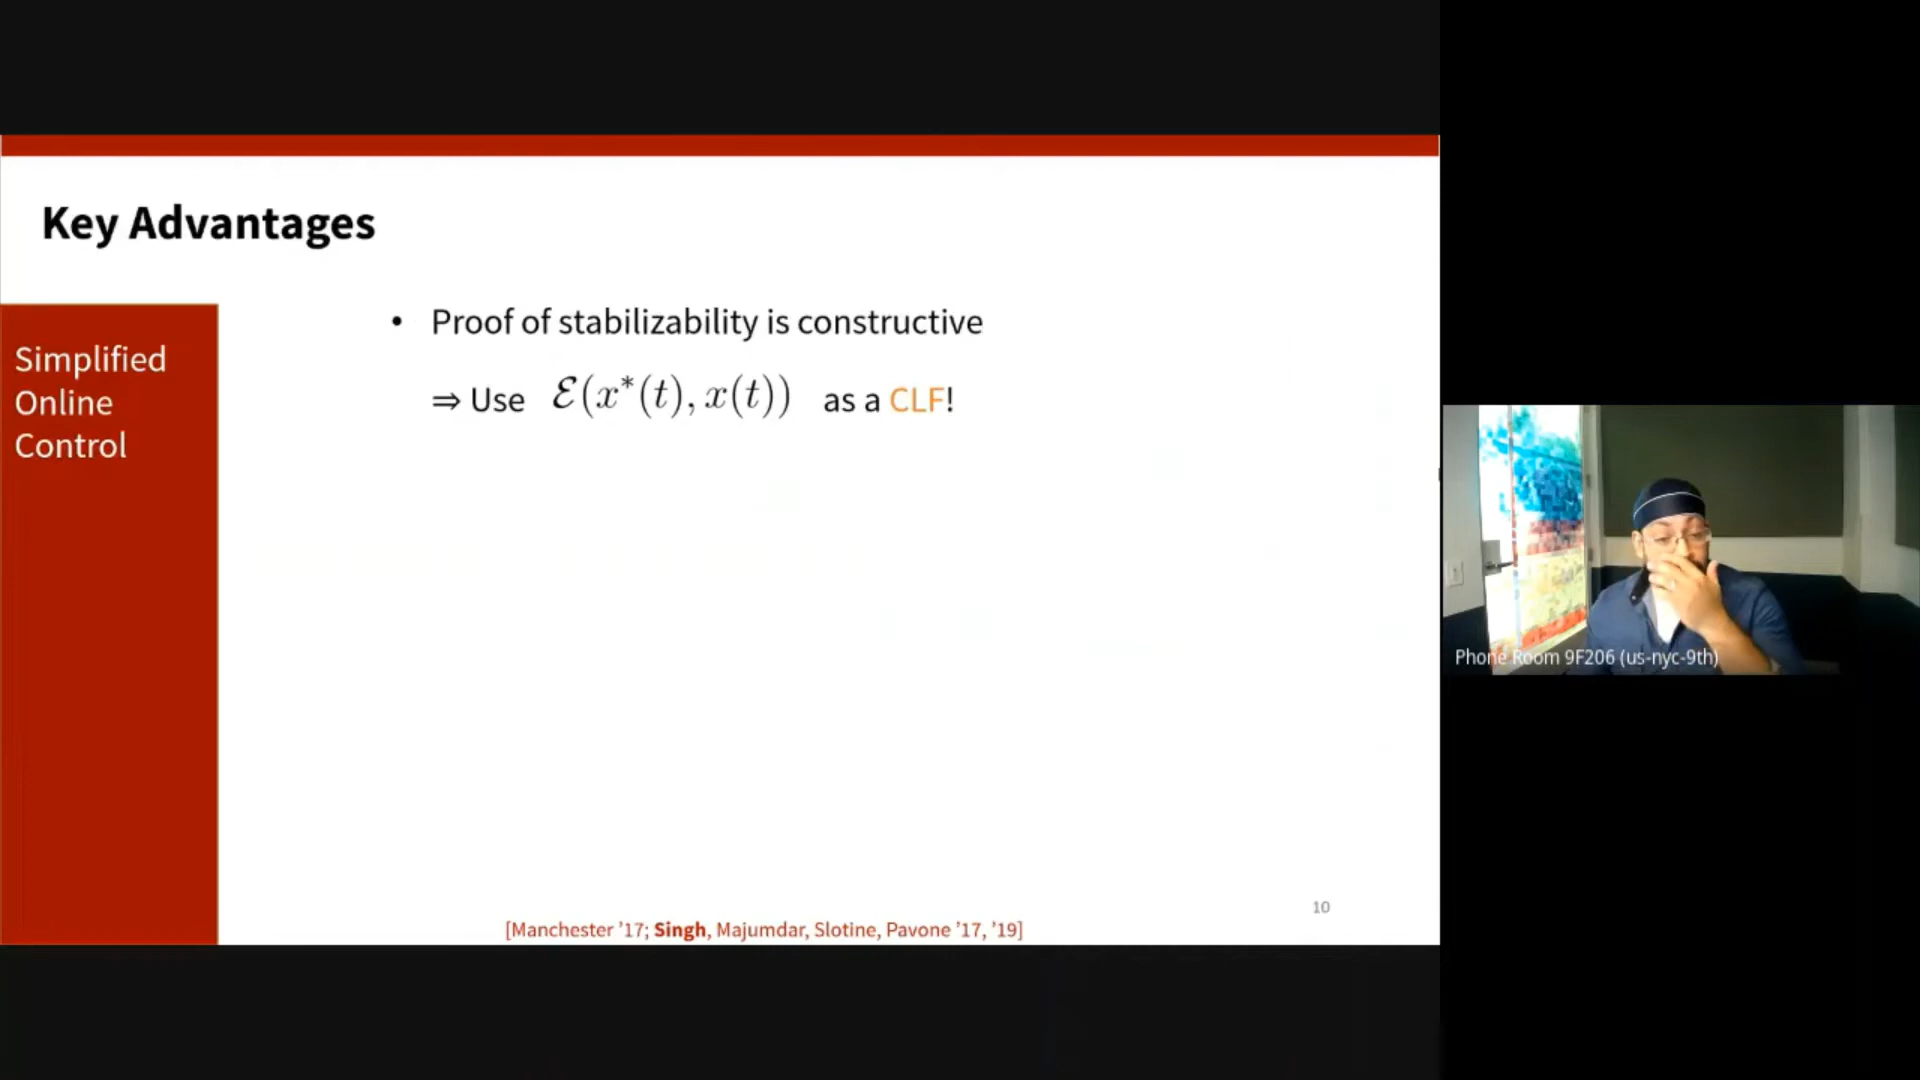 Key Advantages
Simplified
Online
Control
• Proof of stabilizability is constructive
⇒ Use ℰ(x*(t), x(t)) as a CLF!
10
[Manchester ’17; Singh, Majumdar, Slotine, Pavone ’17, ’19]
Phone Room 9F206 (us-nyc-9th)